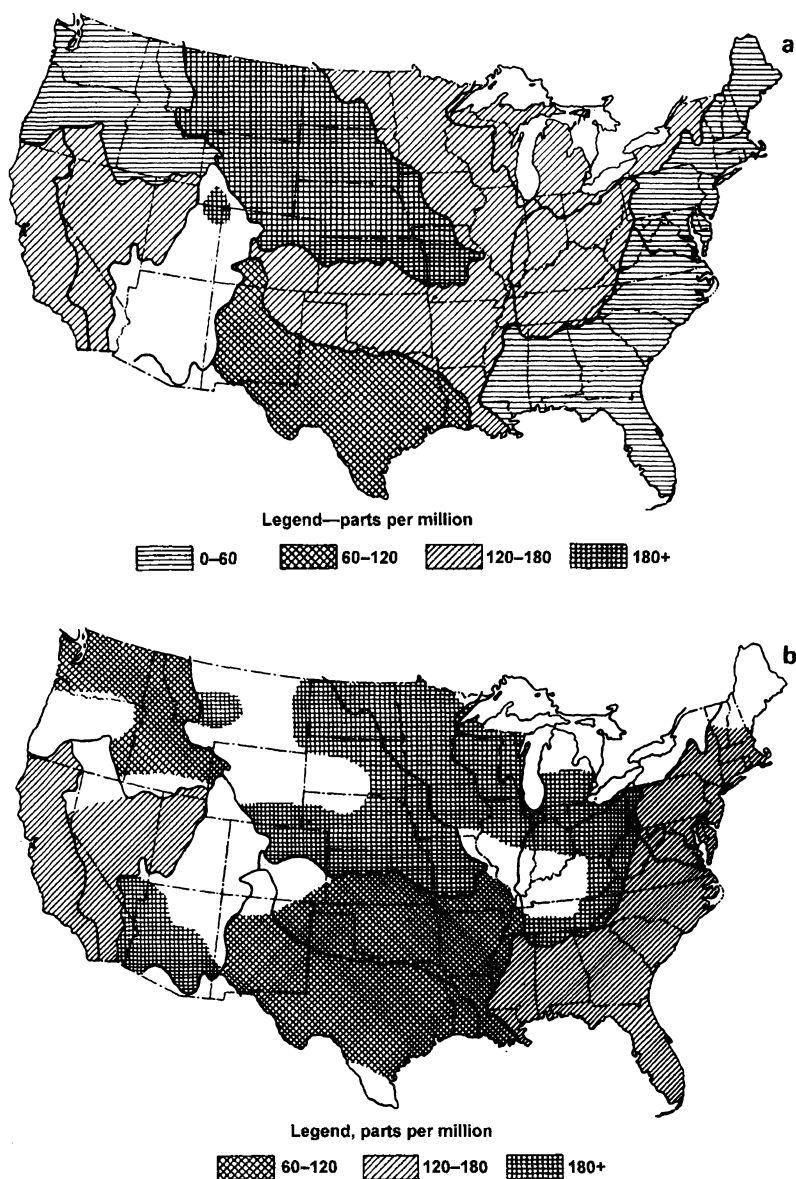 a
Legend—parts per million
0–60 60–120 120–180 180+
b
Legend, parts per million
60–120 120–180 180+